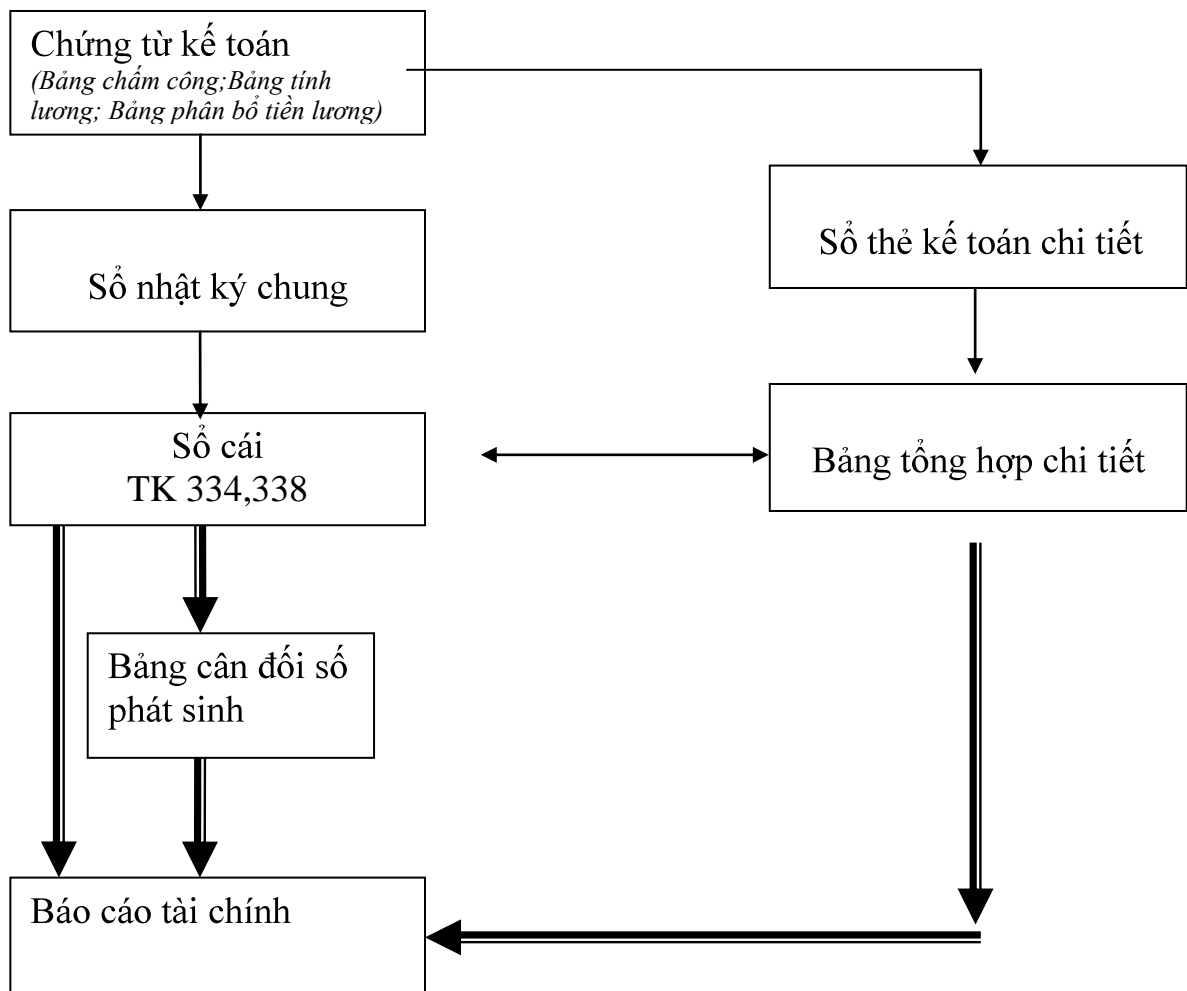 Chứng từ kế toán
(Bảng chấm công;Bảng tính
lương; Bảng phân bổ tiền lương)
Sổ thẻ kế toán chi tiết
Sổ nhật ký chung
Sổ cái
TK 334,338
Bảng tổng hợp chi tiết
Bảng cân đối số
phát sinh
Báo cáo tài chính